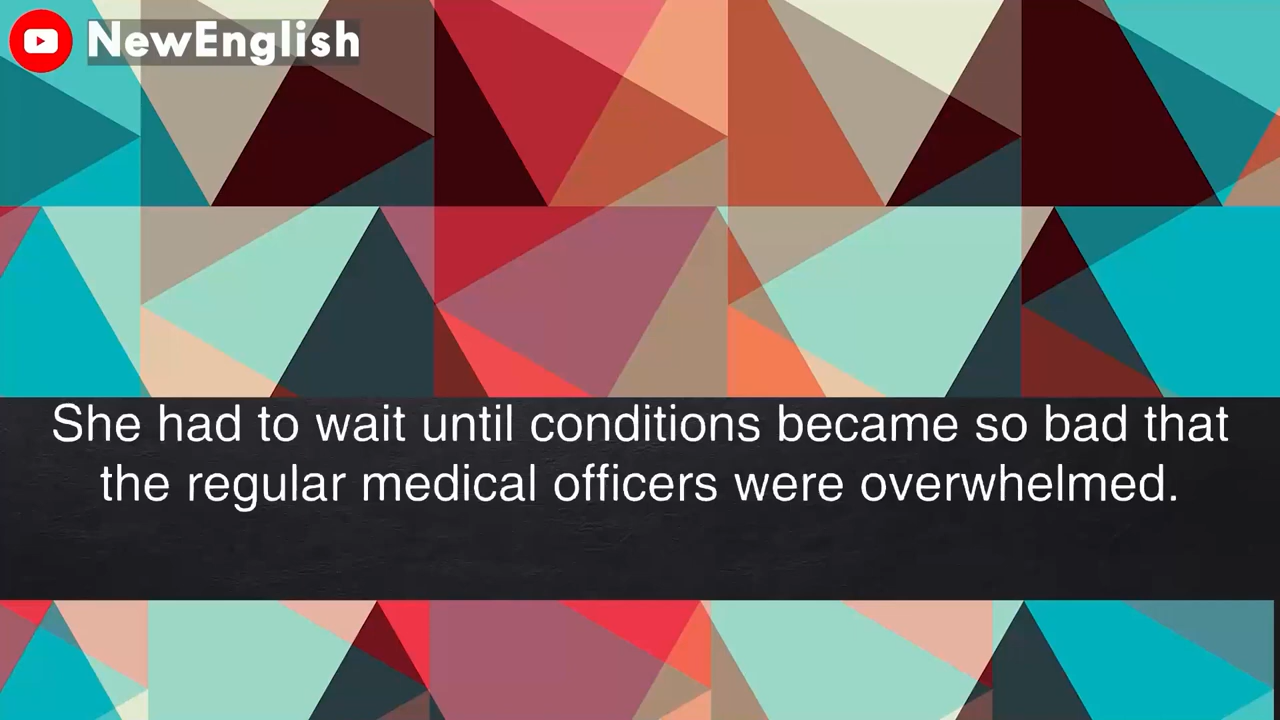 NewEnglish
She had to wait until conditions became so bad that
the regular medical officers were overwhelmed.